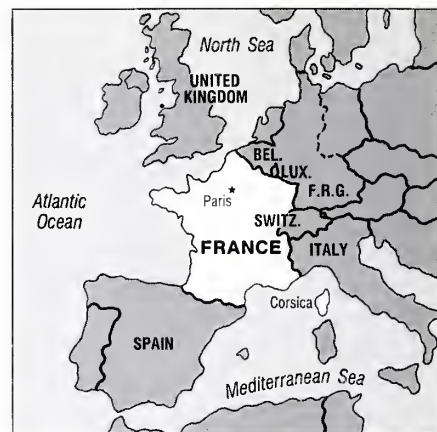 North Sea
UNITED
KINGDOM
BEL.
LUX.
F.R.G.
Atlantic
Ocean
Paris
SWITZ.
FRANCE
ITALY
Corsica
SPAIN
Mediterranean Sea